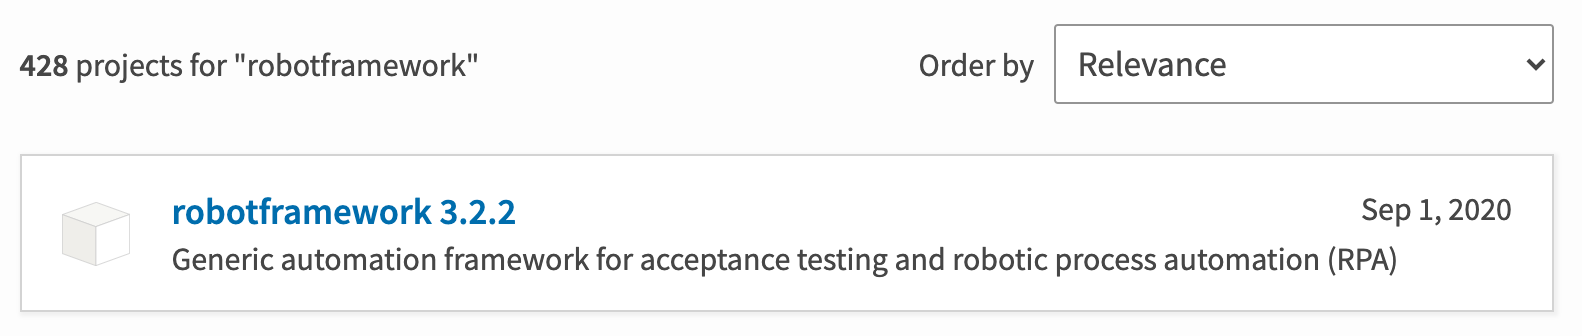 428 projects for "robotframework"
Order by Relevance
robotframework 3.2.2
Sep 1, 2020
Generic automation framework for acceptance testing and robotic process automation (RPA)